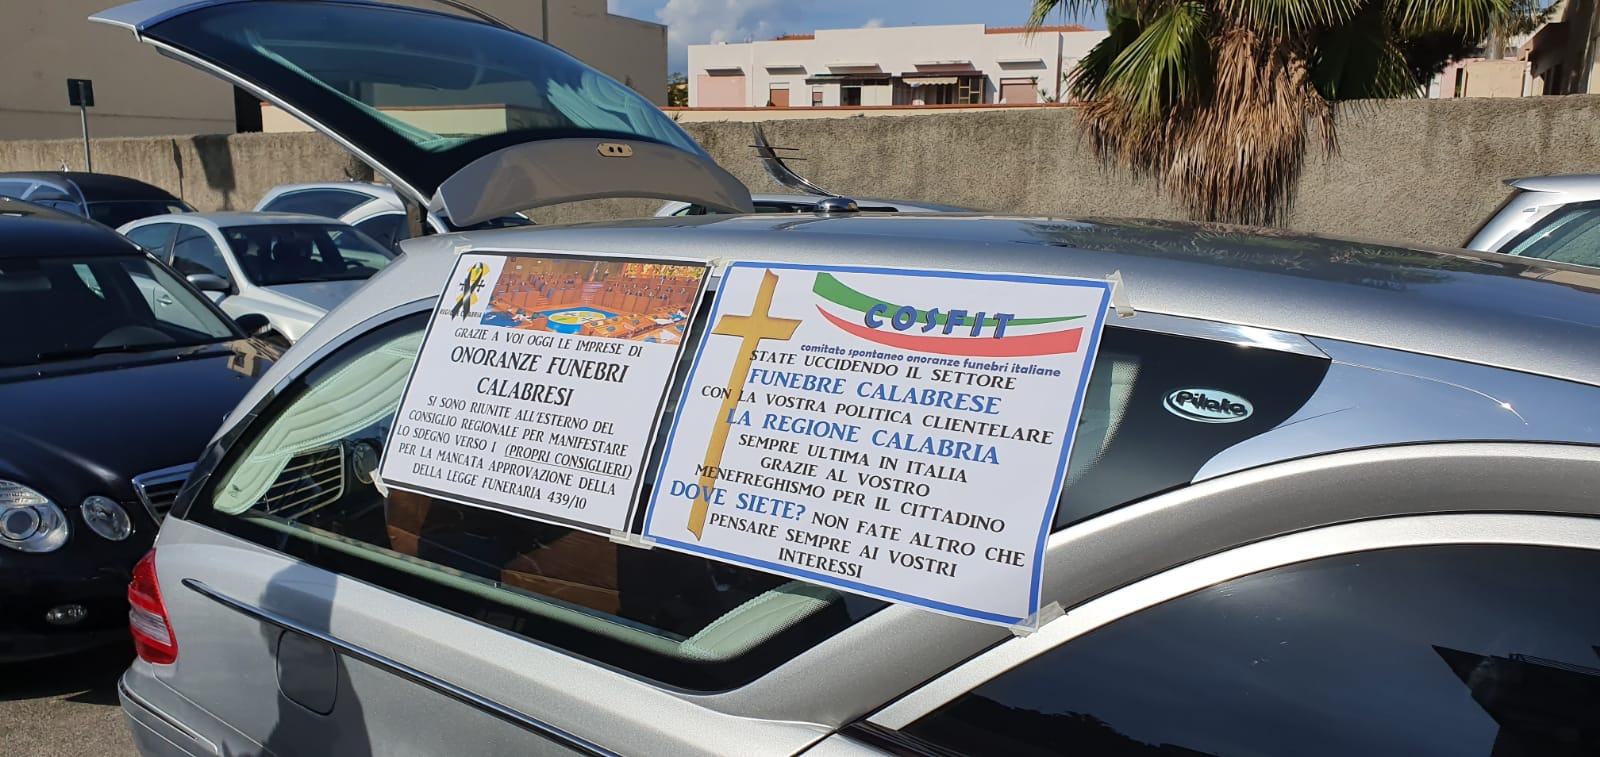 REGIONE CALABRIA
GRAZIE A VOI OGGI LE IMPRESE DI
ONORANZE FUNEBRI
CALABRESI
SI SONO RIUNITE ALL'ESTERNO DEL
CONSIGLIO REGIONALE PER MANIFESTARE
LO SDEGNO VERSO I (PROPRI CONSIGLIERI)
PER LA MANCATA APPROVAZIONE DELLA
DELLA LEGGE FUNERARIA 439/10
COSFIT
comitato spontaneo onoranze funebri italiane
STATE UCCIDENDO IL SETTORE
FUNEBRE CALABRESE
CON LA VOSTRA POLITICA CLIENTELARE
LA REGIONE CALABRIA
SEMPRE ULTIMA IN ITALIA
GRAZIE AL VOSTRO
MENEFREGHISMO PER IL CITTADINO
DOVE SIETE? NON FATE ALTRO CHE
PENSARE SEMPRE AI VOSTRI
INTERESSI
Pilato